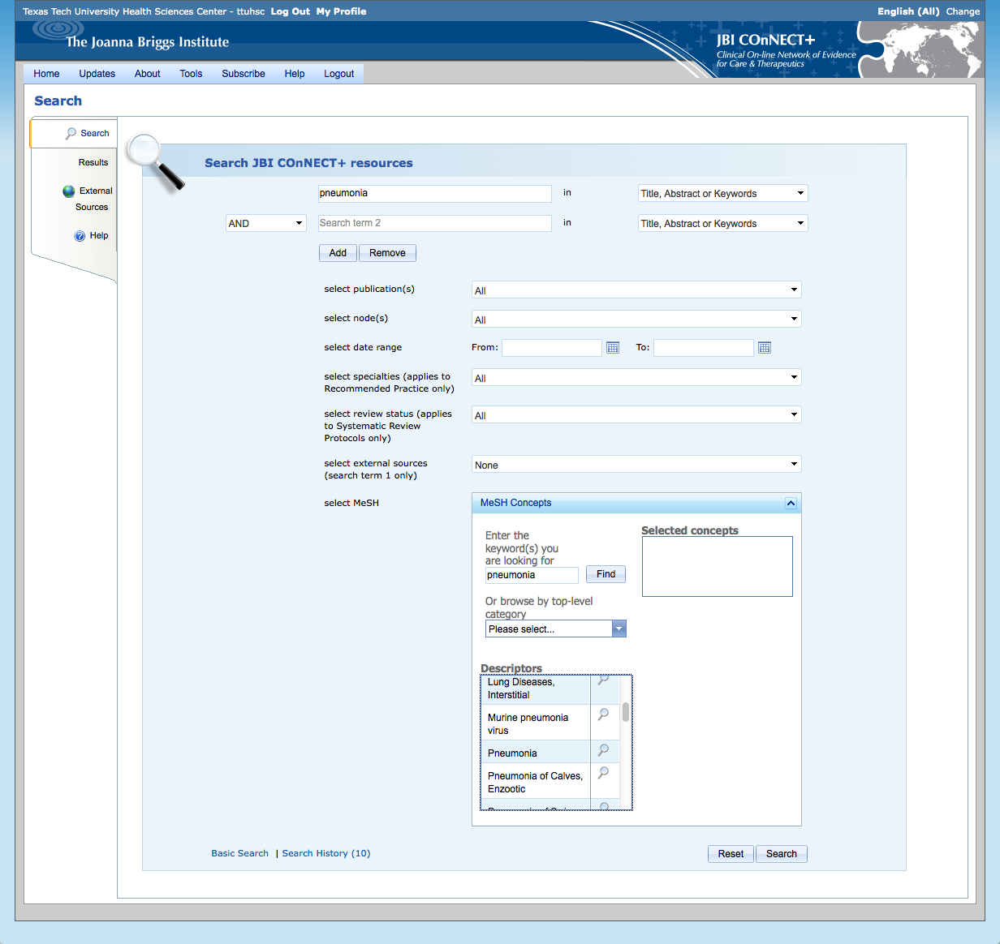 Texas Tech University Health Sciences Center - ttuhsc Log Out My Profile
English (All) Change
The Joanna Briggs Institute
JBI COnNECT+
Clinical On-line Network of Evidence
for Care & Therapeutics
Home Updates About Tools Subscribe Help Logout
Search
Search
Results
External
Sources
Help
Search JBI COnNECT+ resources
pneumonia in Title, Abstract or Keywords
AND Search term 2 in Title, Abstract or Keywords
Add Remove
select publication(s) All
select node(s) All
select date range From: To:
select specialties (applies to
Recommended Practice only)
All
select review status (applies
to Systematic Review
Protocols only)
All
select external sources
(search term 1 only)
None
select MeSH
MeSH Concepts
Enter the
keyword(s) you
are looking for
pneumonia Find
Selected concepts
Or browse by top-level
category
Please select...
Descriptors
Lung Diseases,
Interstitial
Murine pneumonia
virus
Pneumonia
Pneumonia of Calves,
Enzootic
Basic Search | Search History (10)
Reset Search